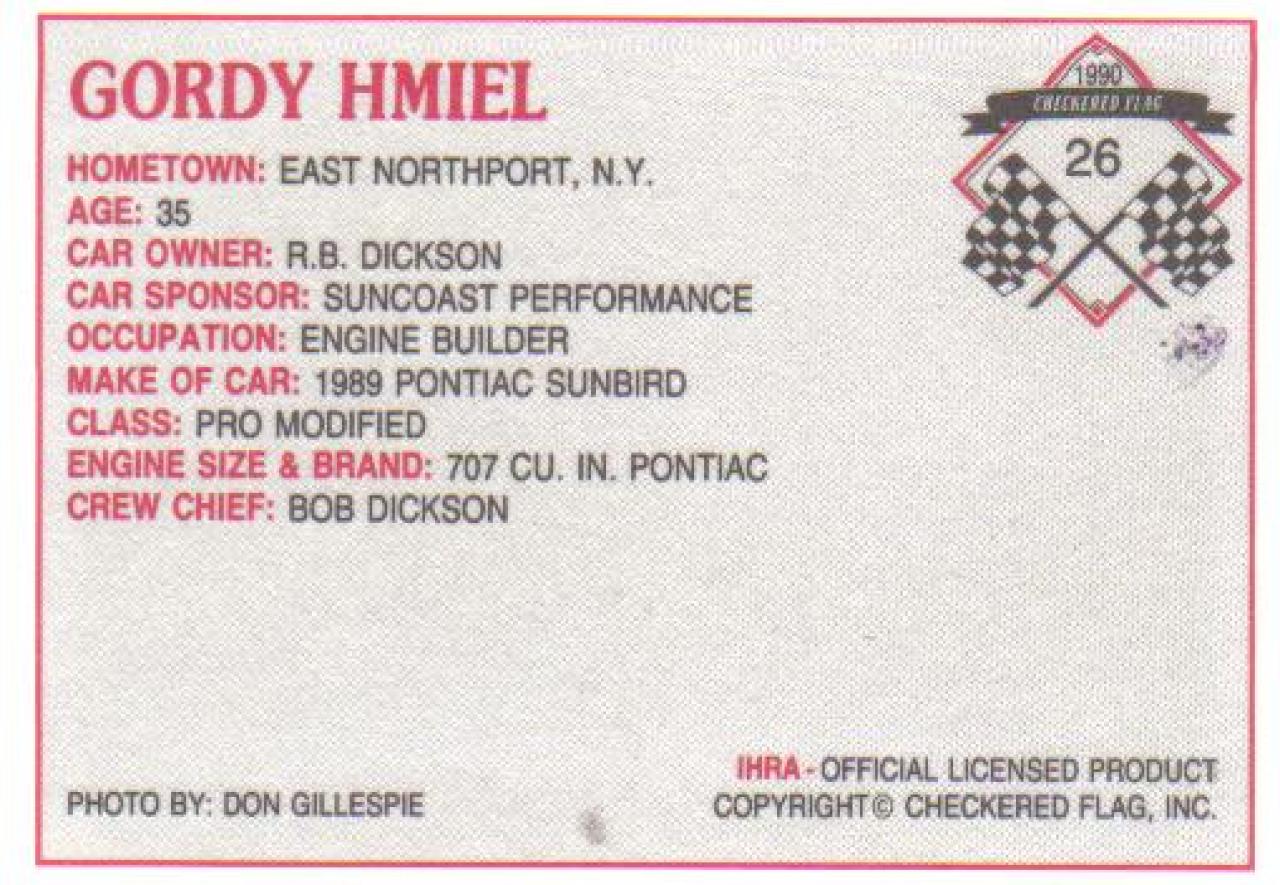 GORDY HMIEL
1990
CHECKERED FLAG
26
HOMETOWN: EAST NORTHPORT, N.Y.
AGE: 35
CAR OWNER: R.B. DICKSON
CAR SPONSOR: SUNCOAST PERFORMANCE
OCCUPATION: ENGINE BUILDER
MAKE OF CAR: 1989 PONTIAC SUNBIRD
CLASS: PRO MODIFIED
ENGINE SIZE & BRAND: 707 CU. IN. PONTIAC
CREW CHIEF: BOB DICKSON
IHRA - OFFICIAL LICENSED PRODUCT
PHOTO BY: DON GILLESPIE
COPYRIGHT © CHECKERED FLAG, INC.